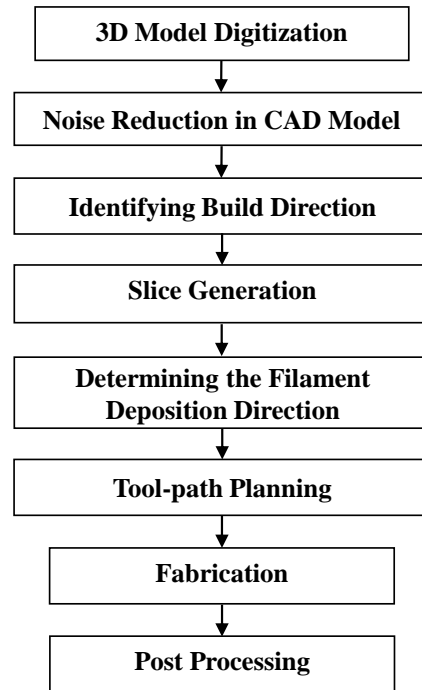 3D Model Digitization
Noise Reduction in CAD Model
Identifying Build Direction
Slice Generation
Determining the Filament
Deposition Direction
Tool-path Planning
Fabrication
Post Processing